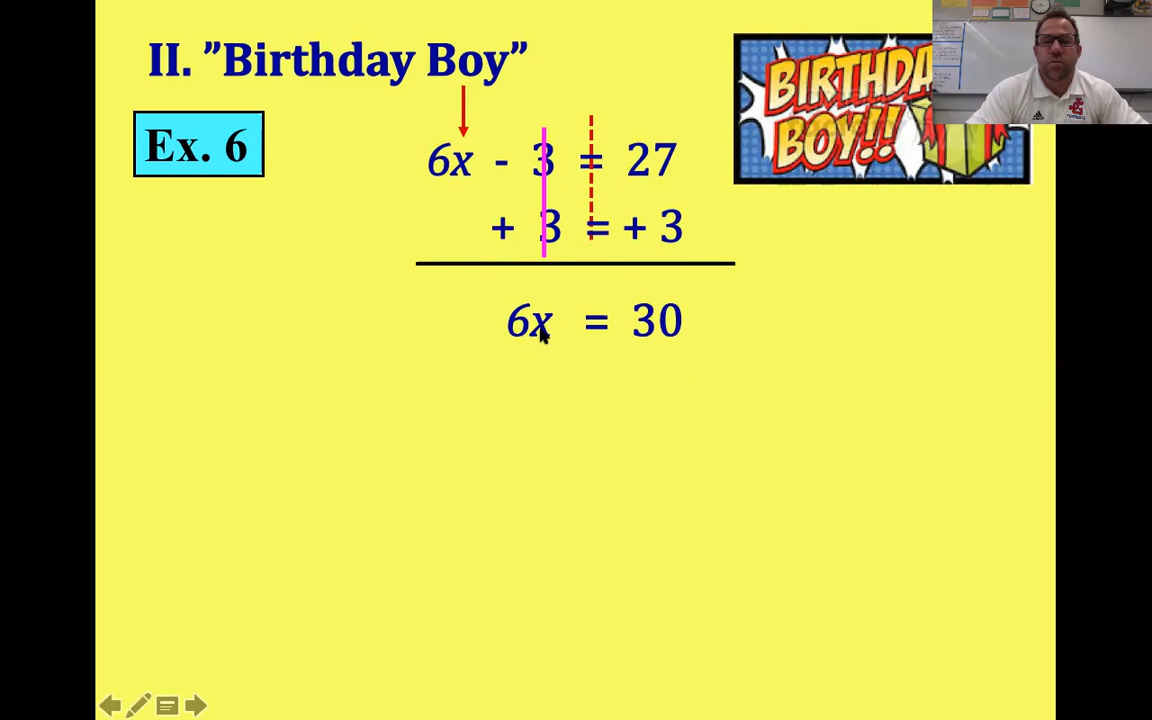 II. ”Birthday Boy”
BIRTHDA
BOY!!
Ex. 6
6x - 3 = 27
+ 3 = + 3
6x = 30